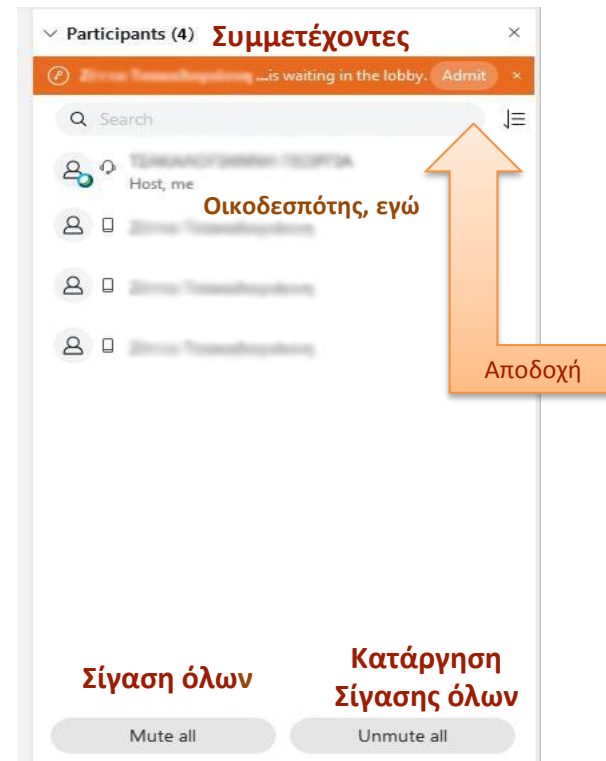 Participants (4) Συμμετέχοντες
...is waiting in the lobby. Admit
Search
Host, me
Οικοδεσπότης, εγώ
Αποδοχή
Σίγαση όλων
Κατάργηση
Σίγασης όλων
Mute all
Unmute all